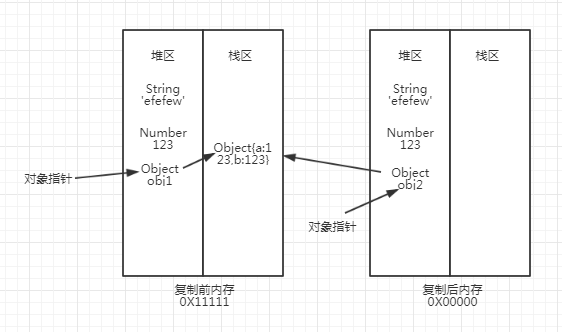 堆区
栈区
String
'efefew'
Number
123
Object
obj1
Object{a:1
23,b:123}
对象指针
复制前内存
0X11111
堆区
栈区
String
'efefew'
Number
123
Object
obj2
对象指针
复制后内存
0X00000